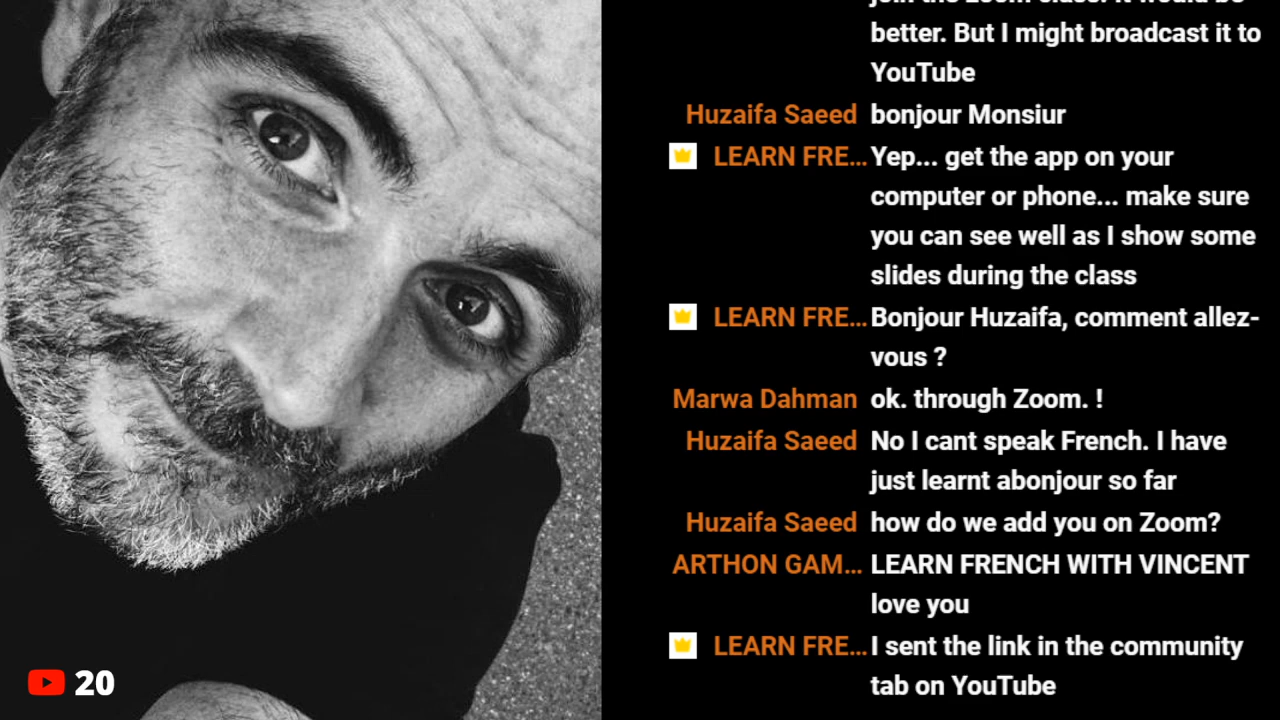 better. But I might broadcast it to
YouTube
Huzaifa Saeed bonjour Monsiur
LEARN FRE... Yep... get the app on your
computer or phone... make sure
you can see well as I show some
slides during the class
LEARN FRE... Bonjour Huzaifa, comment allez-
vous ?
Marwa Dahman ok. through Zoom. !
Huzaifa Saeed No I cant speak French. I have
just learnt abonjour so far
Huzaifa Saeed how do we add you on Zoom?
ARTHON GAM... LEARN FRENCH WITH VINCENT
love you
LEARN FRE... I sent the link in the community
tab on YouTube
20